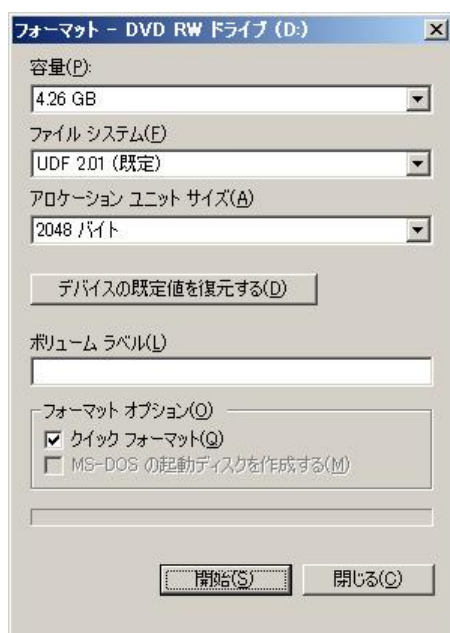 フォーマット - DVD RW ドライブ (D:)
容量(P):
4.26 GB
ファイル システム(F)
UDF 2.01 (既定)
アロケーション ユニット サイズ(A)
2048 バイト
デバイスの既定値を復元する(D)
ボリューム ラベル(L)
フォーマット オプション(O)
クイック フォーマット(Q)
MS-DOS の起動ディスクを作成する(M)
開始(S)
閉じる(C)